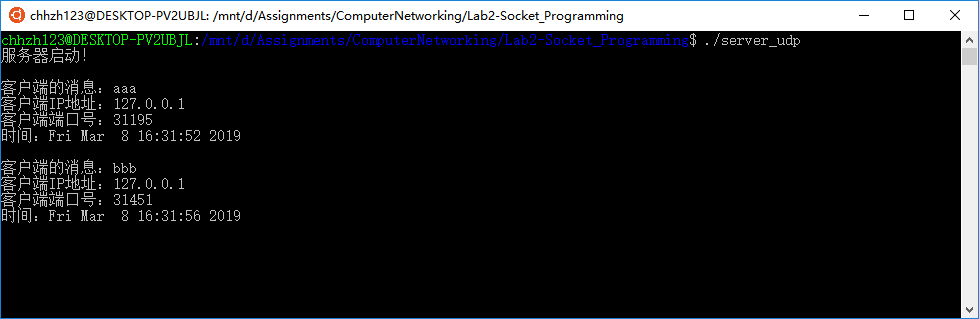 chhzh123@DESKTOP-PV2UBJL: /mnt/d/Assignments/ComputerNetworking/Lab2-Socket_Programming
chhzh123@DESKTOP-PV2UBJL:/mnt/d/Assignments/ComputerNetworking/Lab2-Socket_Programming$ ./server_udp
服务器启动！
客户端的消息：aaa
客户端IP地址：127.0.0.1
客户端端口号：31195
时间：Fri Mar  8 16:31:52 2019
客户端的消息：bbb
客户端IP地址：127.0.0.1
客户端端口号：31451
时间：Fri Mar  8 16:31:56 2019